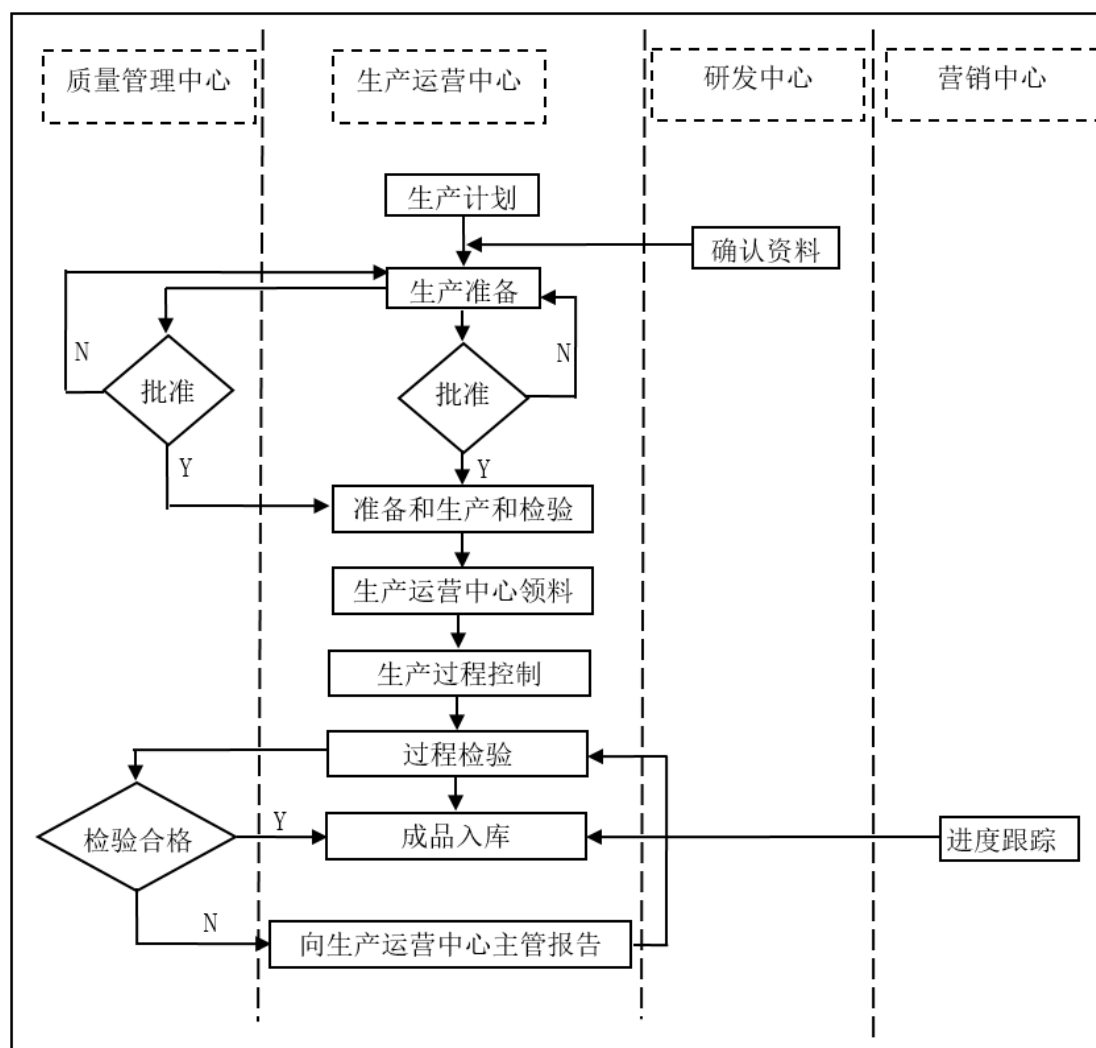 质量管理中心
生产运营中心
研发中心
营销中心
生产计划
确认资料
生产准备
N
批准
批准
N
Y
Y
准备和生产和检验
生产运营中心领料
生产过程控制
过程检验
检验合格
Y
成品入库
进度跟踪
N
向生产运营中心主管报告